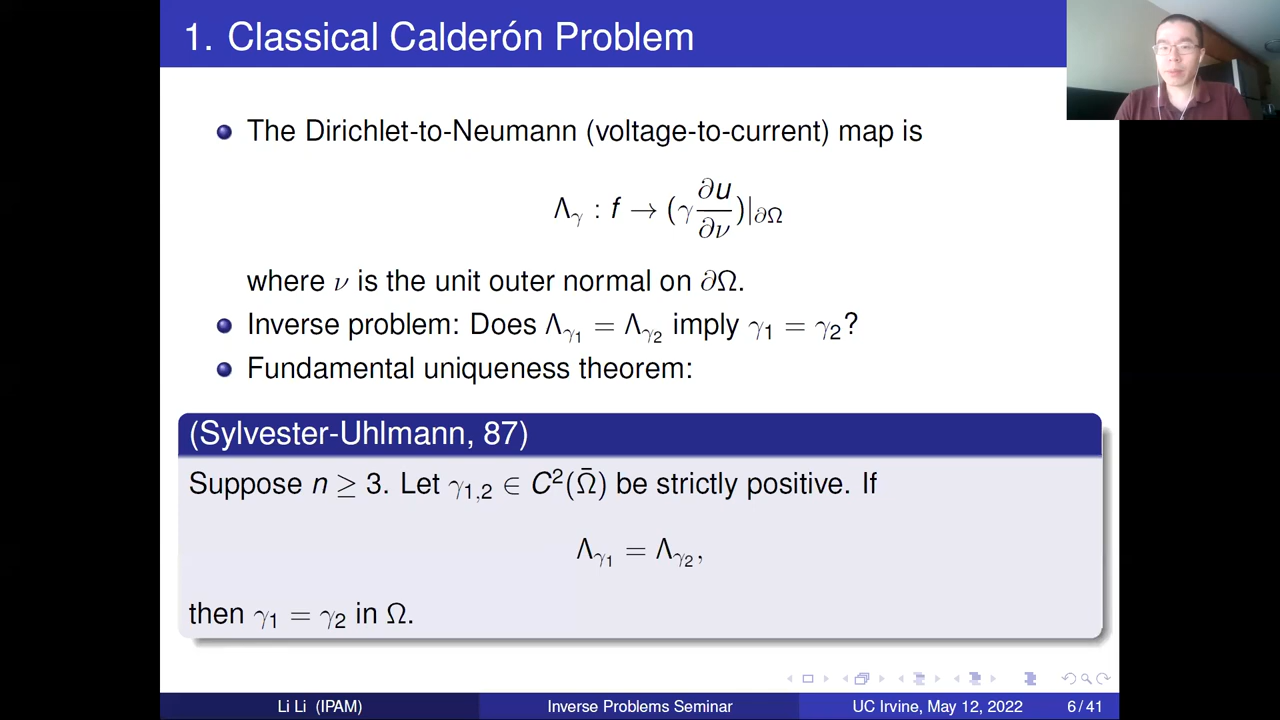 1. Classical Calderón Problem
The Dirichlet-to-Neumann (voltage-to-current) map is
Λ_γ : f → (γ ∂u/∂ν)|_∂Ω
where ν is the unit outer normal on ∂Ω.
Inverse problem: Does Λ_γ₁ = Λ_γ₂ imply γ₁ = γ₂?
Fundamental uniqueness theorem:
(Sylvester-Uhlmann, 87)
Suppose n ≥ 3. Let γ₁,₂ ∈ C²(Ω̄) be strictly positive. If
Λ_γ₁ = Λ_γ₂,
then γ₁ = γ₂ in Ω.
Li Li (IPAM) Inverse Problems Seminar UC Irvine, May 12, 2022 6 / 41